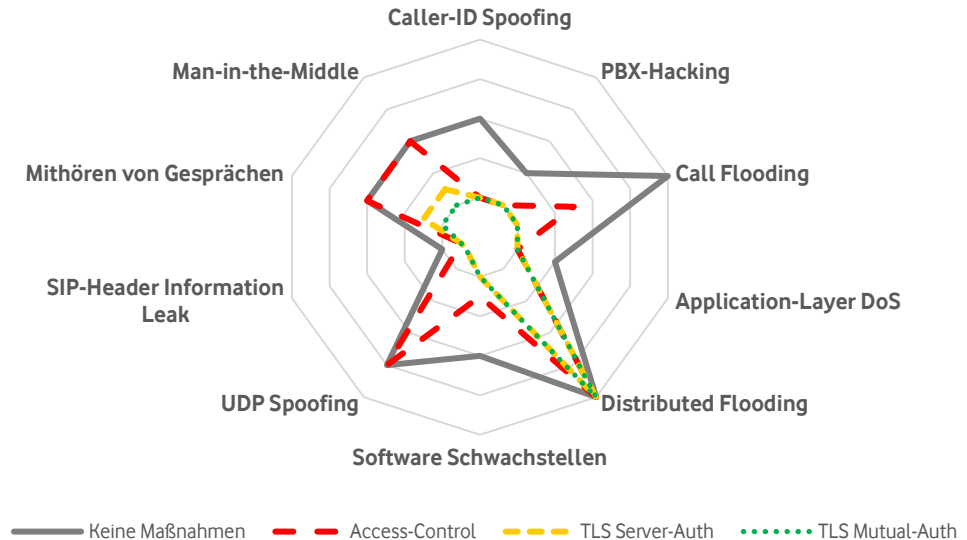 Caller-ID Spoofing
Man-in-the-Middle
PBX-Hacking
Mithören von Gesprächen
Call Flooding
SIP-Header Information
Leak
Application-Layer DoS
UDP Spoofing
Distributed Flooding
Software Schwachstellen
Keine Maßnahmen
Access-Control
TLS Server-Auth
TLS Mutual-Auth